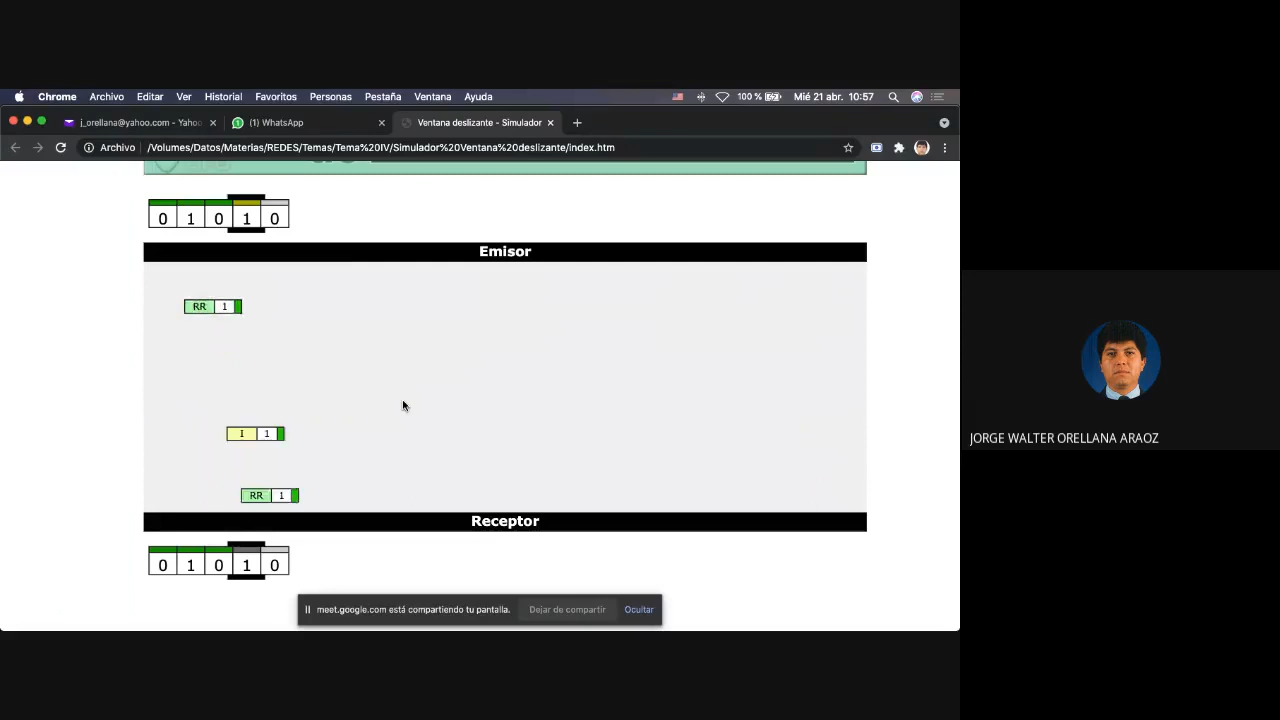 Chrome Archivo Editar Ver Historial Favoritos Personas Pestaña Ventana Ayuda 100 % Mié 21 abr. 10:57
j_orellana@yahoo.com - Yahoo (1) WhatsApp Ventana deslizante - Simulador
Archivo /Volumes/Datos/Materias/REDES/Temas/Tema%20IV/Simulador%20Ventana%20deslizante/index.htm
0 1 0 1 0
Emisor
RR 1
I 1
RR 1
Receptor
0 1 0 1 0
meet.google.com está compartiendo tu pantalla. Dejar de compartir Ocultar
JORGE WALTER ORELLANA ARAOZ